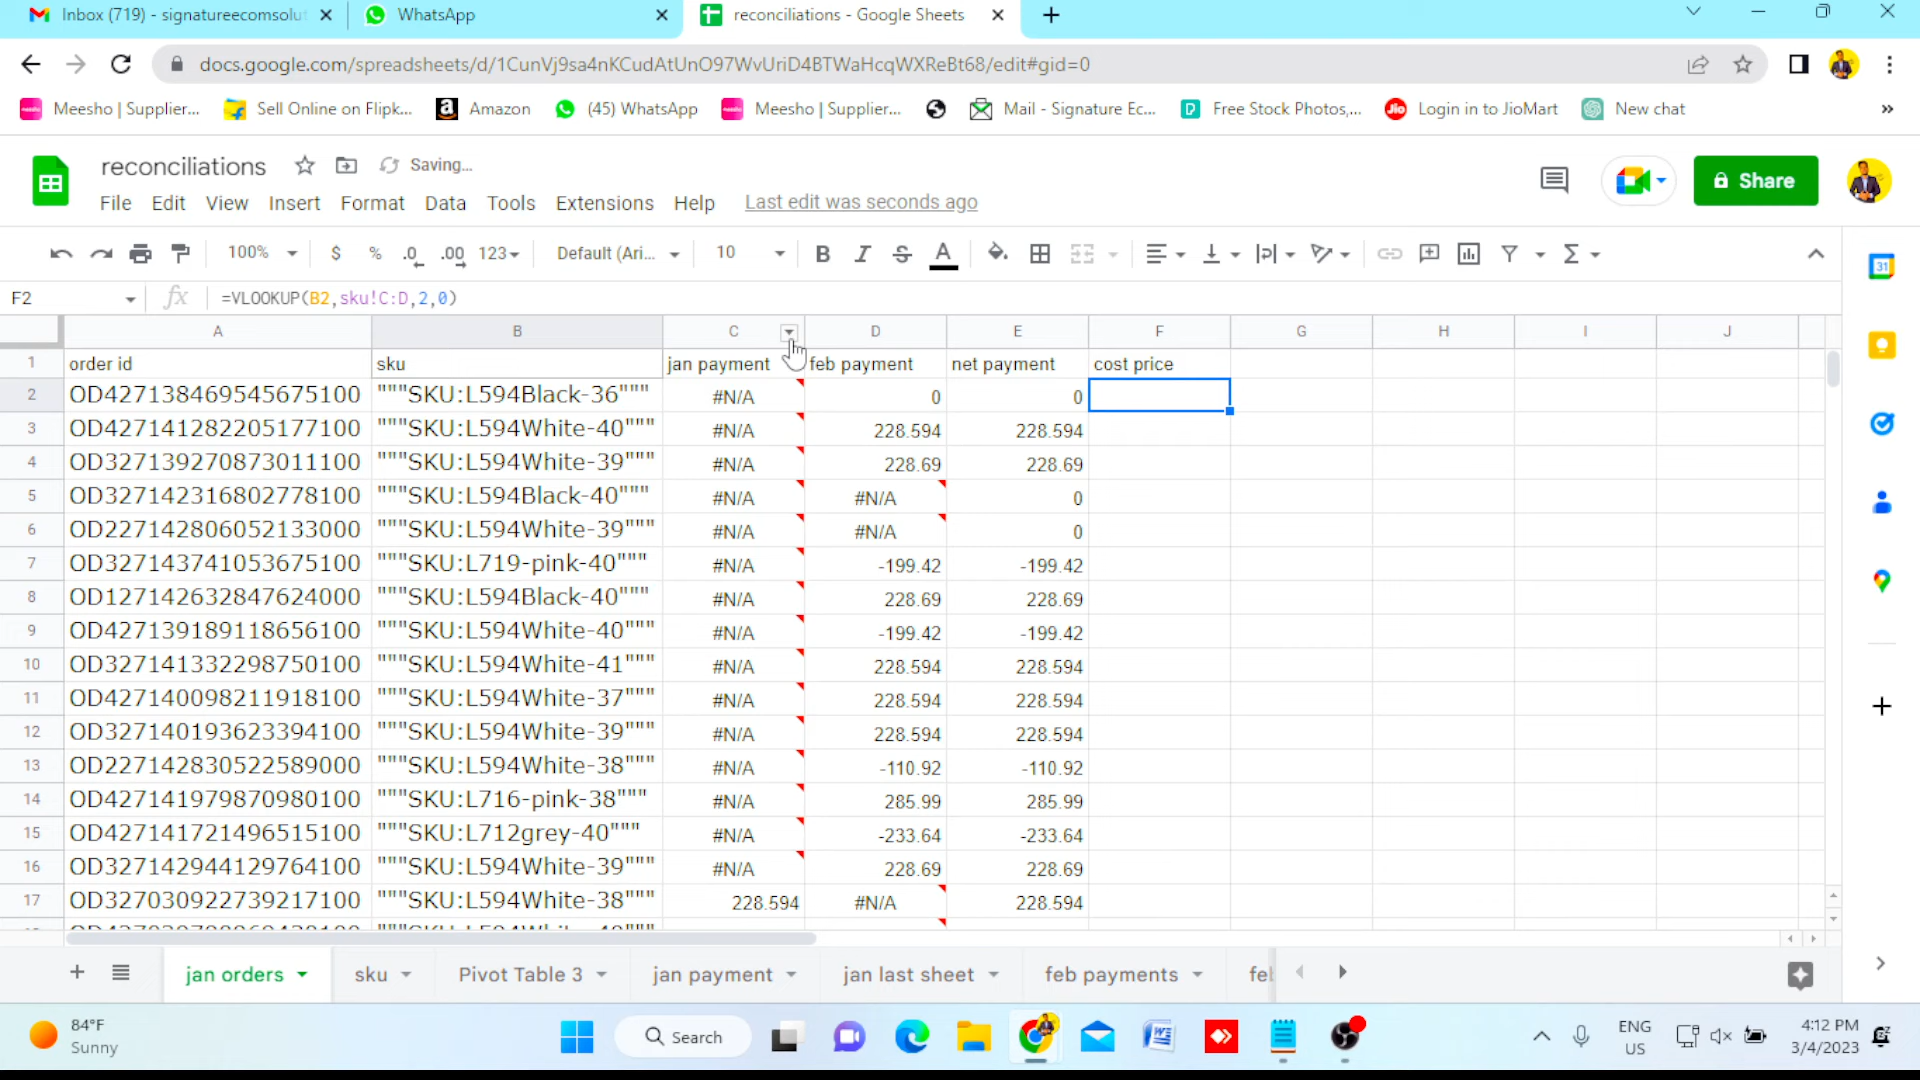 Inbox (719) - signatureecomsolut
WhatsApp
reconciliations - Google Sheets
docs.google.com/spreadsheets/d/1CunVj9sa4nKCudAtUnO97WvUriD4BTWaHcqWXReBt68/edit#gid=0
Meesho | Supplier...
Sell Online on Flipk...
Amazon
(45) WhatsApp
Meesho | Supplier...
Mail - Signature Ec...
Free Stock Photos,...
Login in to JioMart
New chat
»
reconciliations
Saving...
Share
File Edit View Insert Format Data Tools Extensions Help Last edit was seconds ago
100% $ % .0 .00 123 Default (Ari... 10 B I S A
31
F2 fx =VLOOKUP(B2,sku!C:D,2,0)
A B C D E F G H I J
1 order id sku jan payment feb payment net payment cost price
2 OD427138469545675100 """SKU:L594Black-36""" #N/A 0 0
3 OD427141282205177100 """SKU:L594White-40""" #N/A 228.594 228.594
4 OD327139270873011100 """SKU:L594White-39""" #N/A 228.69 228.69
5 OD327142316802778100 """SKU:L594Black-40""" #N/A #N/A 0
6 OD227142806052133000 """SKU:L594White-39""" #N/A #N/A 0
7 OD327143741053675100 """SKU:L719-pink-40""" #N/A -199.42 -199.42
8 OD127142632847624000 """SKU:L594Black-40""" #N/A 228.69 228.69
9 OD427139189118656100 """SKU:L594White-40""" #N/A -199.42 -199.42
10 OD327141332298750100 """SKU:L594White-41""" #N/A 228.594 228.594
11 OD427140098211918100 """SKU:L594White-37""" #N/A 228.594 228.594
12 OD327140193623394100 """SKU:L594White-39""" #N/A 228.594 228.594
13 OD227142830522589000 """SKU:L594White-38""" #N/A -110.92 -110.92
14 OD427141979870980100 """SKU:L716-pink-38""" #N/A 285.99 285.99
15 OD427141721496515100 """SKU:L712grey-40""" #N/A -233.64 -233.64
16 OD327142944129764100 """SKU:L594White-39""" #N/A 228.69 228.69
17 OD327030922739217100 """SKU:L594White-38""" 228.594 #N/A 228.594
jan orders sku Pivot Table 3 jan payment jan last sheet feb payments
84°F
Sunny
Search
Jio
ENG
US
4:12 PM
3/4/2023